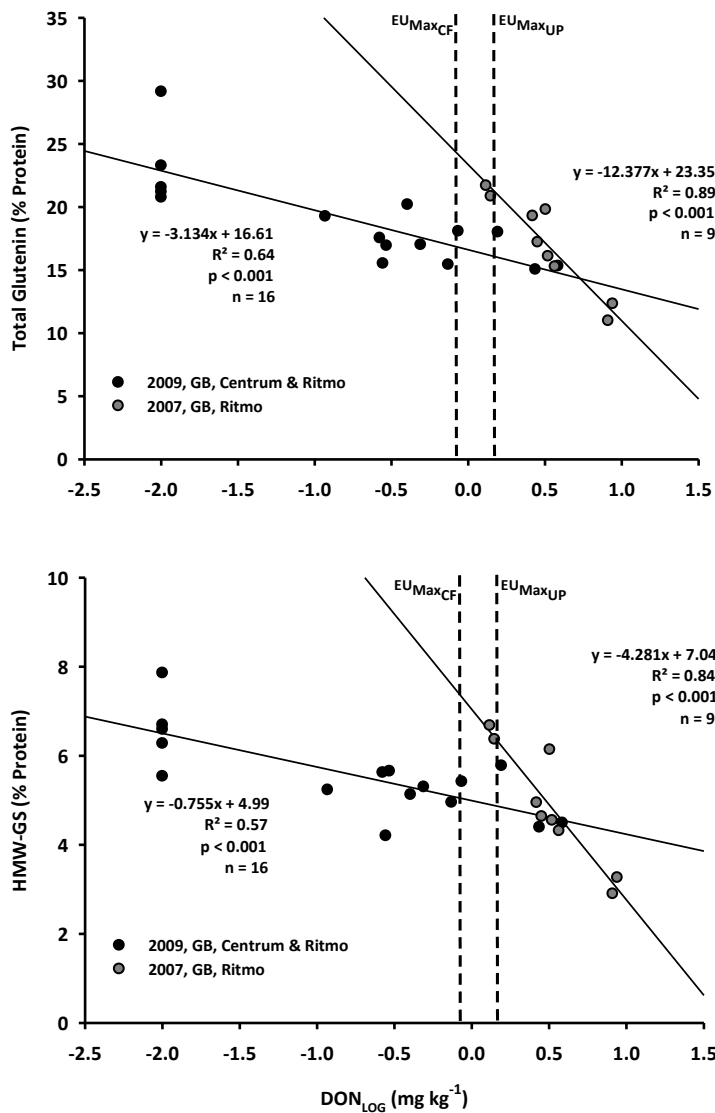 35
30
25
20
15
10
5
0
Total Glutenin (% Protein)
EUMaxCF
EUMaxUP
y = -12.377x + 23.35
R² = 0.89
p < 0.001
n = 9
y = -3.134x + 16.61
R² = 0.64
p < 0.001
n = 16
2009, GB, Centrum & Ritmo
2007, GB, Ritmo
-2.5 -2.0 -1.5 -1.0 -0.5 0.0 0.5 1.0 1.5
10
8
6
4
2
0
HMW-GS (% Protein)
EUMaxCF
EUMaxUP
y = -4.281x + 7.04
R² = 0.84
p < 0.001
n = 9
y = -0.755x + 4.99
R² = 0.57
p < 0.001
n = 16
2009, GB, Centrum & Ritmo
2007, GB, Ritmo
-2.5 -2.0 -1.5 -1.0 -0.5 0.0 0.5 1.0 1.5
DONLOG (mg kg⁻¹)